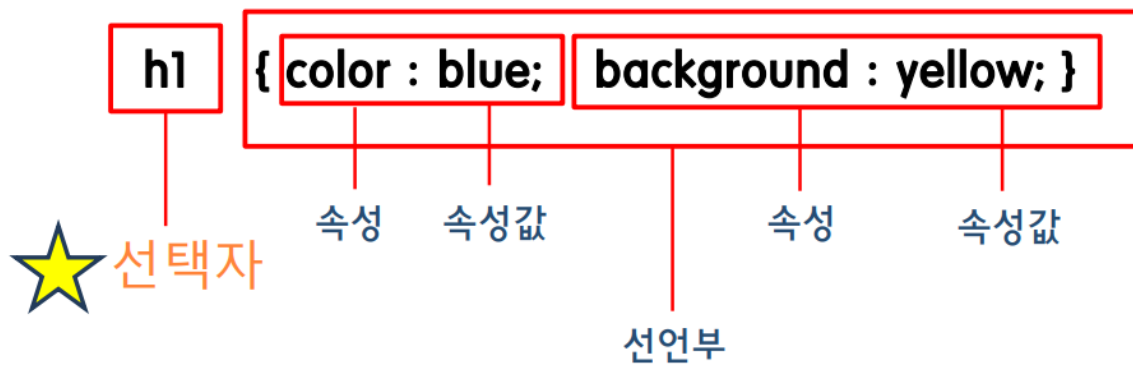 h1 { color : blue; background : yellow; }
속성 속성값 속성 속성값
선택자
선언부